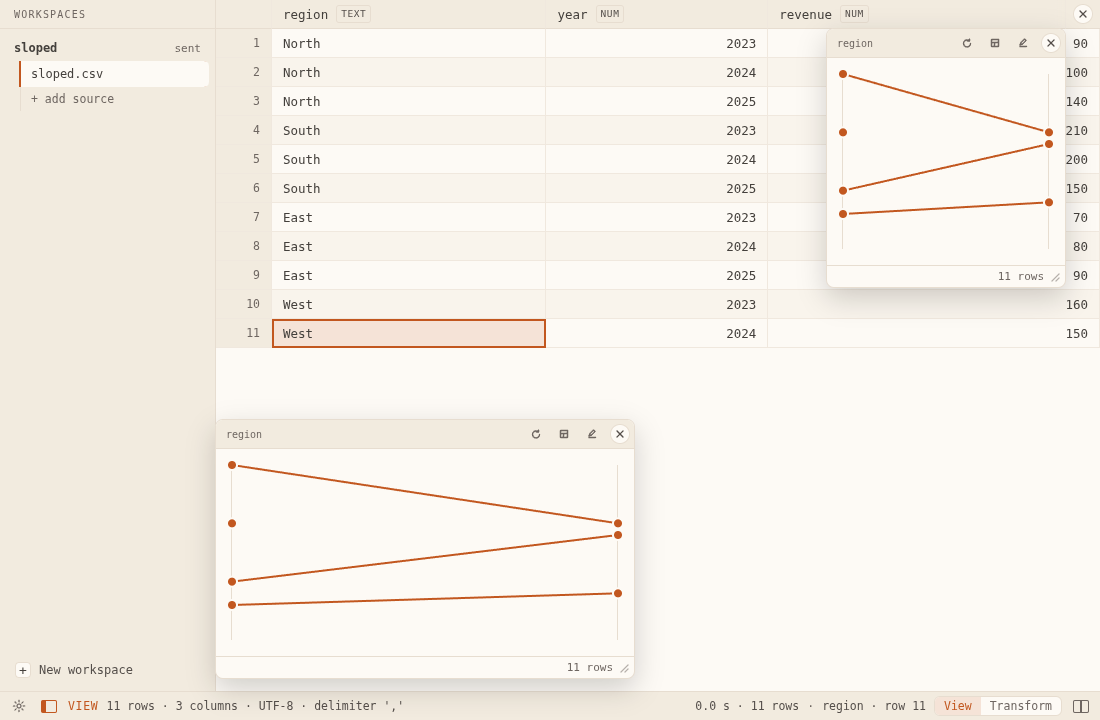 WORKSPACES
sloped sent
sloped.csv
+ add source
region TEXT year NUM revenue NUM
1 North 2023 90
2 North 2024 100
3 North 2025 140
4 South 2023 210
5 South 2024 200
6 South 2025 150
7 East 2023 70
8 East 2024 80
9 East 2025 90
10 West 2023 160
11 West 2024 150
region
11 rows
region
11 rows
+ New workspace
VIEW 11 rows · 3 columns · UTF-8 · delimiter ','
0.0 s · 11 rows · region · row 11 View Transform